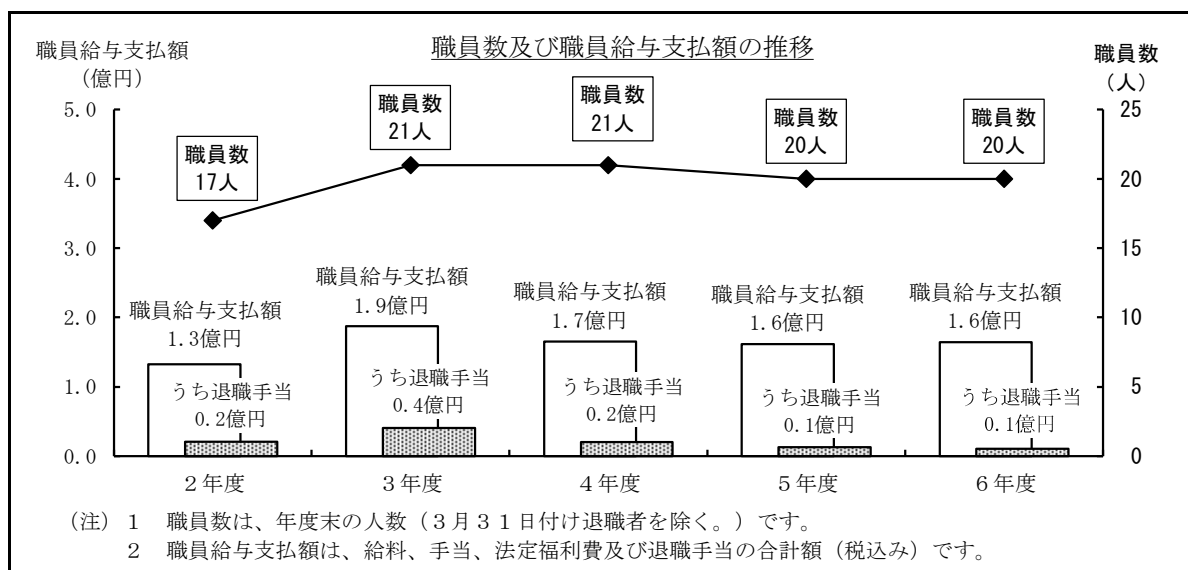 職員数及び職員給与支払額の推移
職員給与支払額
（億円）
職員数
（人）
5.0
4.0
3.0
2.0
1.0
0.0
25
20
15
10
5
0
職員数
17人
職員数
21人
職員数
21人
職員数
20人
職員数
20人
職員給与支払額
1.3億円
職員給与支払額
1.9億円
職員給与支払額
1.7億円
職員給与支払額
1.6億円
職員給与支払額
1.6億円
うち退職手当
0.2億円
うち退職手当
0.4億円
うち退職手当
0.2億円
うち退職手当
0.1億円
うち退職手当
0.1億円
２年度
３年度
４年度
５年度
６年度
（注）１　職員数は、年度末の人数（３月３１日付け退職者を除く。）です。
２　職員給与支払額は、給料、手当、法定福利費及び退職手当の合計額（税込み）です。